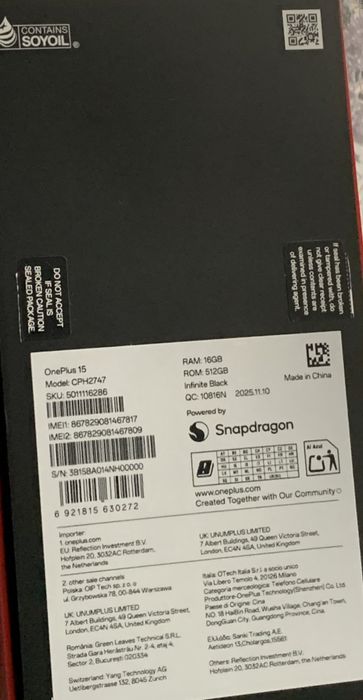 CONTAINS
SOYOIL
DO NOT ACCEPT
IF SEAL IS
BROKEN CAUTION
SEALED PACKAGE
If seal has been broken
or tampered with, do
not give clear receipt
unless contents are
examined in presence
of delivering agent.
OnePlus 15
Model: CPH2747
SKU: 5011116286
IMEI1: 867829081467817
IMEI2: 867829081467809
S/N: 3B15BA014NH00000
6 921815 630272
RAM: 16GB
ROM: 512GB
Infinite Black
QC: 10816N 2025.11.10
Made in China
Powered by
Snapdragon
www.oneplus.com
Created Together with Our Community
Importer
1. oneplus.com
EU: Reflection Investment B.V.
Hofplein 20, 3032AC Rotterdam,
the Netherlands
2. other sale channels
Polska: OIP Tech sp. z o. o
ul. Grzybowska 78, 00-844 Warszawa
UK: UNUMPLUS LIMITED
7 Albert Buildings, 49 Queen Victoria Street,
London, EC4N 4SA, United Kingdom
România: Green Leaves Technical S.R.L.
Strada Gara Herăstrău Nr. 2-4, etaj 4,
Sector 2, Bucuresti 020334
Switzerland: Yang Technology AG
Uetlibergstrasse 132, 8045 Zurich
UK: UNUMPLUS LIMITED
7 Albert Buildings, 49 Queen Victoria Street,
London, EC4N 4SA, United Kingdom
Italia: OTech Italia S.r.l a socio unico
Via Libero Temolo 4, 20126 Milano
Categoria merceologica: Telefono Cellulare
Produttore: OnePlus Technology(Shenzhen) Co. Ltd.
Paese di Origine: Cina
NO. 18 HaiBin Road, Wusha Village, Chang'an Town,
DongGuan City, Guangdong Province, Cina
Ελλάδα: Sanki Trading A.E.
Aetideon 13,Cholargos,15561
Others: Reflection Investment B.V.
Hofplein 20, 3032AC Rotterdam, the Netherlands